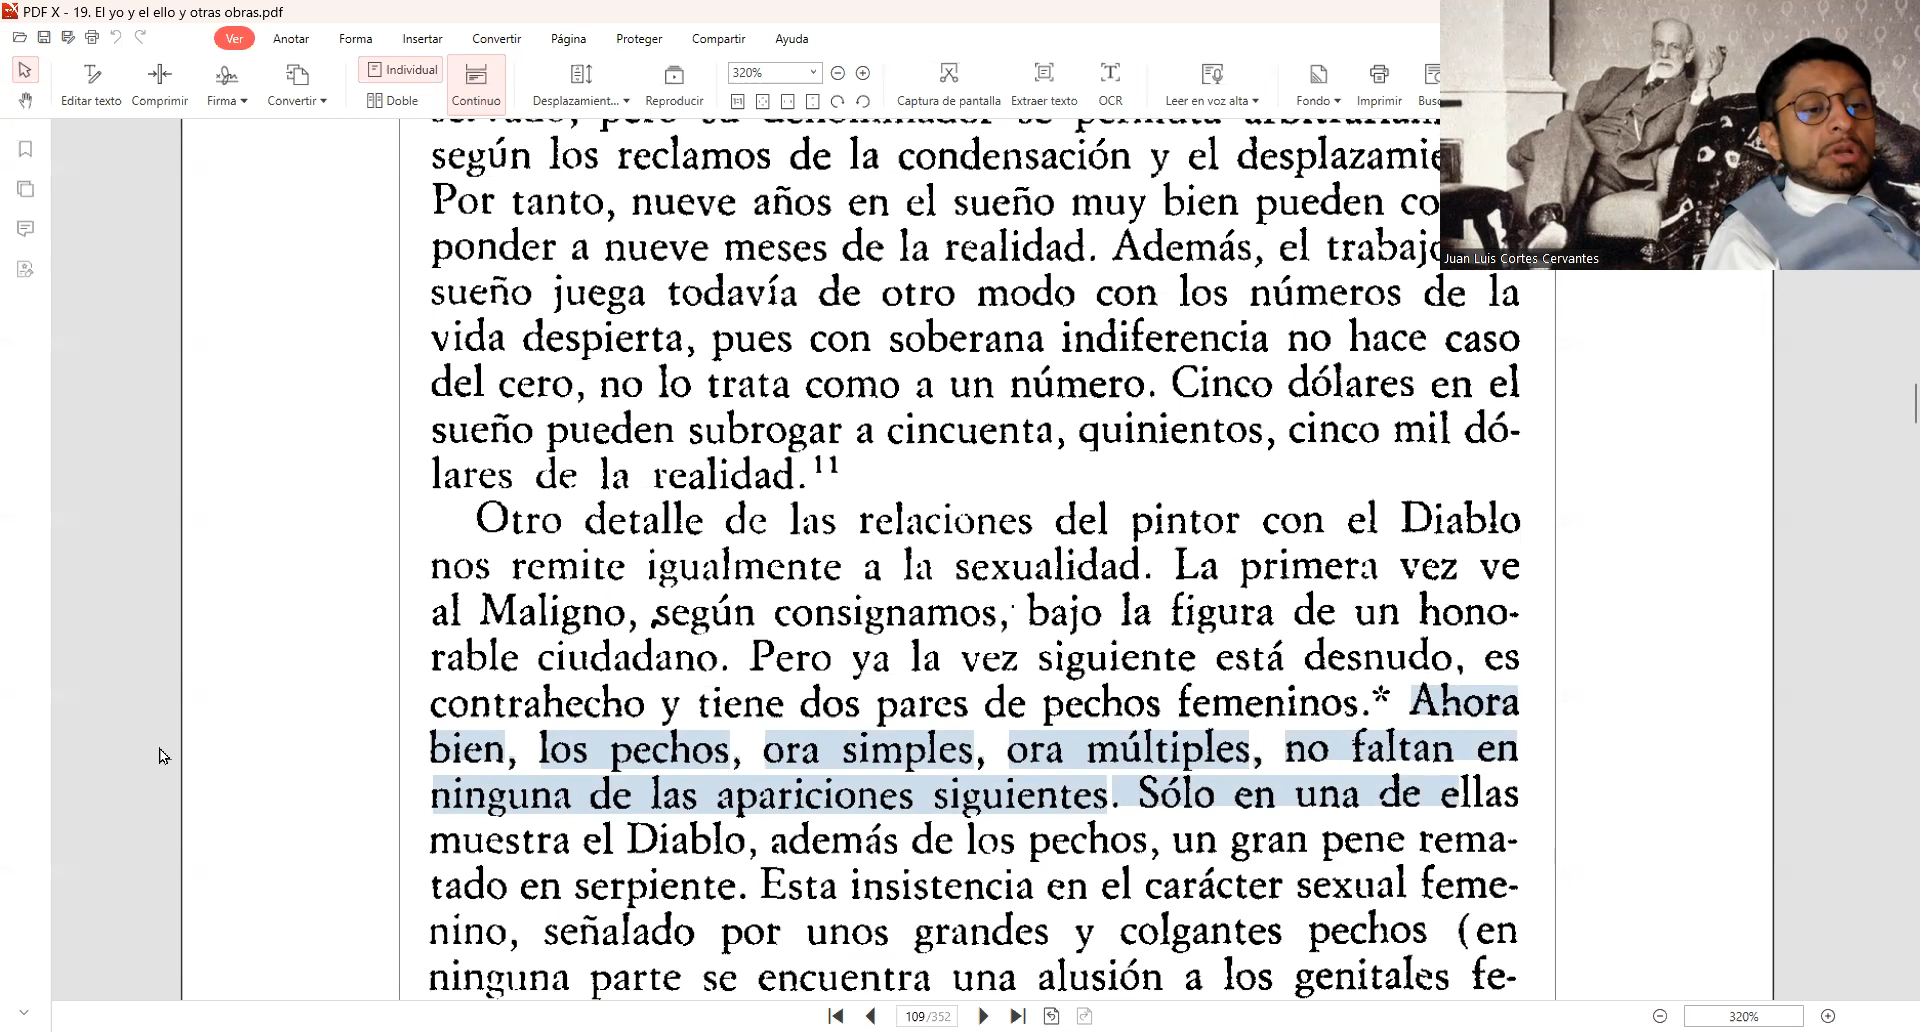 PDF X - 19. El yo y el ello y otras obras.pdf
Ver Anotar Forma Insertar Convertir Página Proteger Compartir Ayuda
Editar texto Comprimir Firma Convertir Individual Doble Continuo Desplazamient... Reproducir 320% Captura de pantalla Extraer texto OCR Leer en voz alta Fondo Imprimir Busc
Juan Luis Cortes Cervantes
según los reclamos de la condensación y el desplazamie
Por tanto, nueve años en el sueño muy bien pueden co
ponder a nueve meses de la realidad. Además, el trabajo
sueño juega todavía de otro modo con los números de la
vida despierta, pues con soberana indiferencia no hace caso
del cero, no lo trata como a un número. Cinco dólares en el
sueño pueden subrogar a cincuenta, quinientos, cinco mil dó-
lares de la realidad.11
Otro detalle de las relaciones del pintor con el Diablo
nos remite igualmente a la sexualidad. La primera vez ve
al Maligno, según consignamos, bajo la figura de un hono-
rable ciudadano. Pero ya la vez siguiente está desnudo, es
contrahecho y tiene dos pares de pechos femeninos.* Ahora
bien, los pechos, ora simples, ora múltiples, no faltan en
ninguna de las apariciones siguientes. Sólo en una de ellas
muestra el Diablo, además de los pechos, un gran pene rema-
tado en serpiente. Esta insistencia en el carácter sexual feme-
nino, señalado por unos grandes y colgantes pechos (en
ninguna parte se encuentra una alusión a los genitales fe-
109 /352
320%